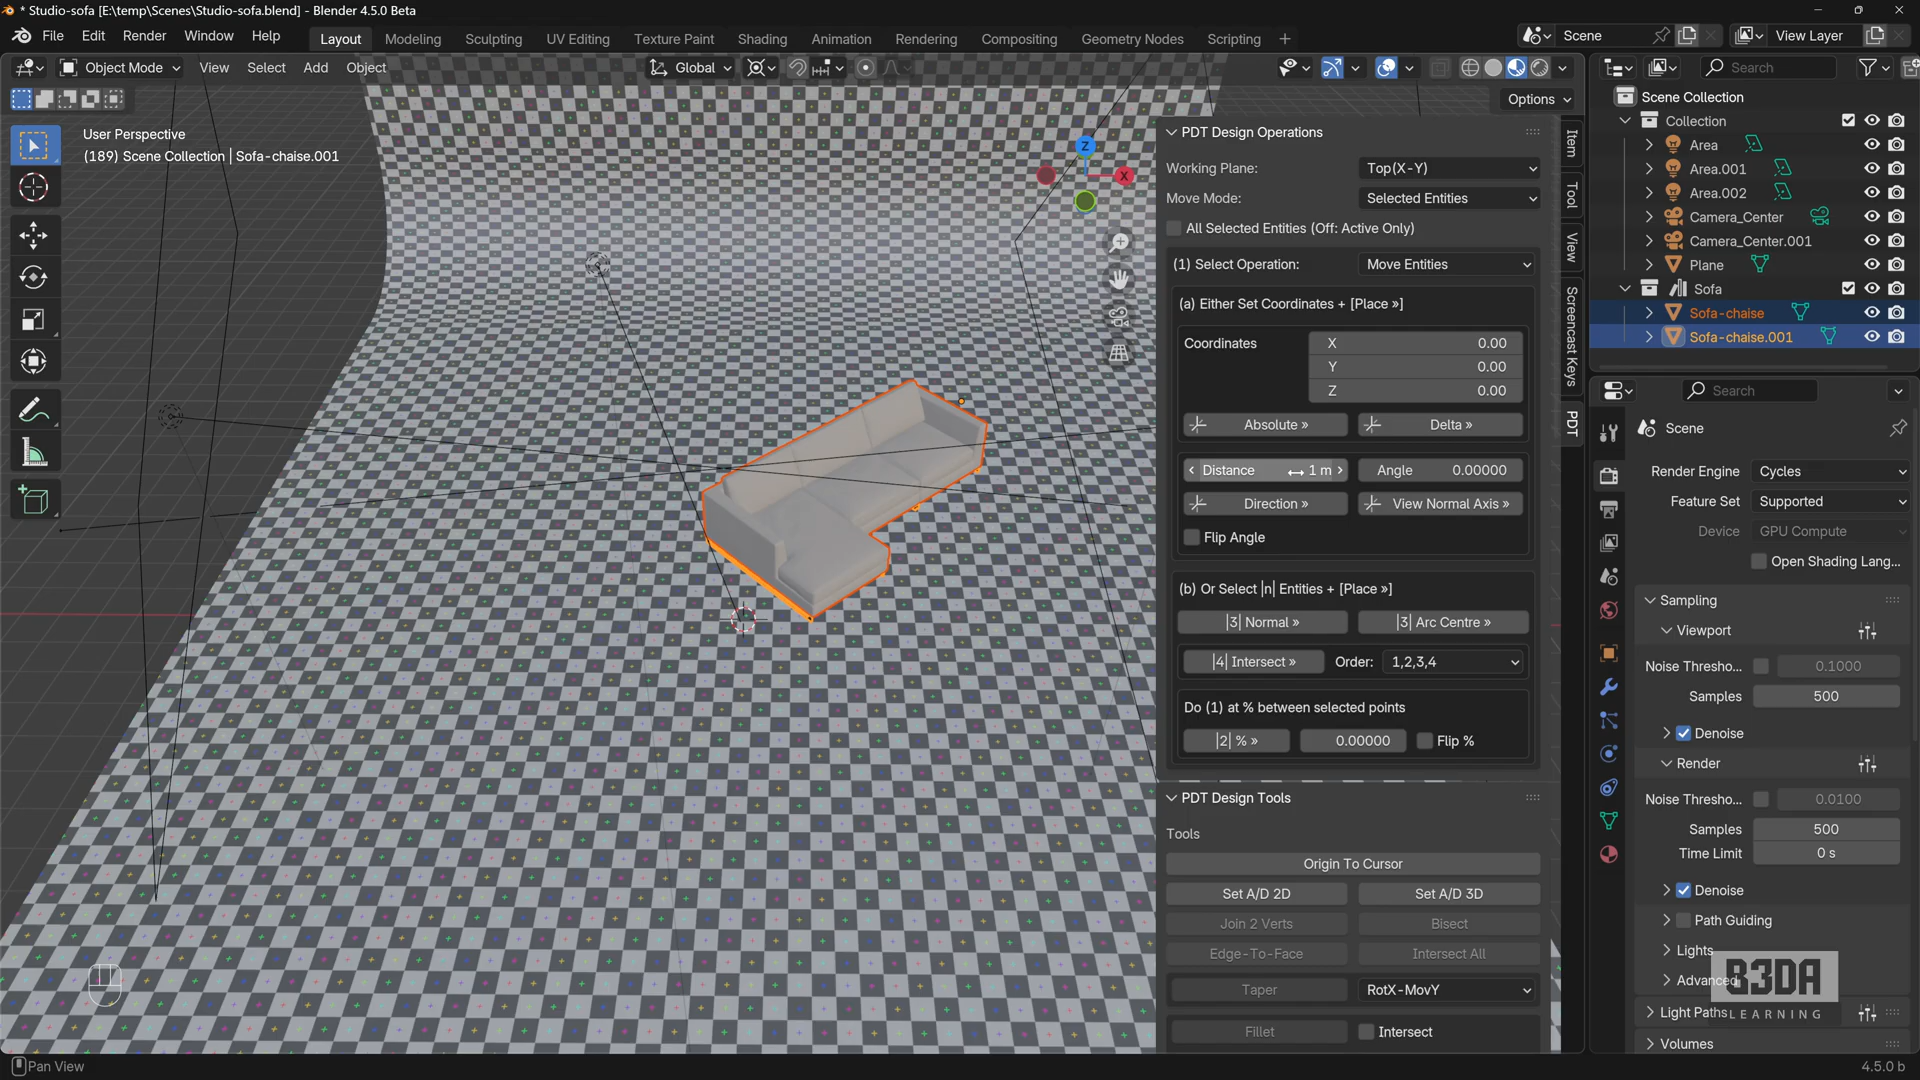 * Studio-sofa [E:\temp\Scenes\Studio-sofa.blend] - Blender 4.5.0 Beta
File Edit Render Window Help
Layout Modeling Sculpting UV Editing Texture Paint Shading Animation Rendering Compositing Geometry Nodes Scripting +
Scene View Layer
Object Mode View Select Add Object Global
Search
Options
User Perspective
(189) Scene Collection | Sofa-chaise.001
Z
X
PDT Design Operations
Working Plane: Top(X-Y)
Move Mode: Selected Entities
All Selected Entities (Off: Active Only)
(1) Select Operation: Move Entities
(a) Either Set Coordinates + [Place »]
Coordinates X 0.00
Y 0.00
Z 0.00
Absolute » Delta »
Distance 1 m Angle 0.00000
Direction » View Normal Axis »
Flip Angle
(b) Or Select |n| Entities + [Place »]
|3| Normal » |3| Arc Centre »
|4| Intersect » Order: 1,2,3,4
Do (1) at % between selected points
|2| % » 0.00000 Flip %
PDT Design Tools
Tools
Origin To Cursor
Set A/D 2D Set A/D 3D
Join 2 Verts Bisect
Edge-To-Face Intersect All
Taper RotX-MovY
Fillet Intersect
Item
Tool
View
Screencast Keys
PDT
Scene Collection
Collection
Area
Area.001
Area.002
Camera_Center
Camera_Center.001
Plane
Sofa
Sofa-chaise
Sofa-chaise.001
Search
Scene
Render Engine Cycles
Feature Set Supported
Device GPU Compute
Open Shading Lang...
Sampling
Viewport
Noise Thresho... 0.1000
Samples 500
Denoise
Render
Noise Thresho... 0.0100
Samples 500
Time Limit 0 s
Denoise
Path Guiding
Lights
Advanced
B3DA
LEARNING
Light Paths
Volumes
Pan View
4.5.0 b